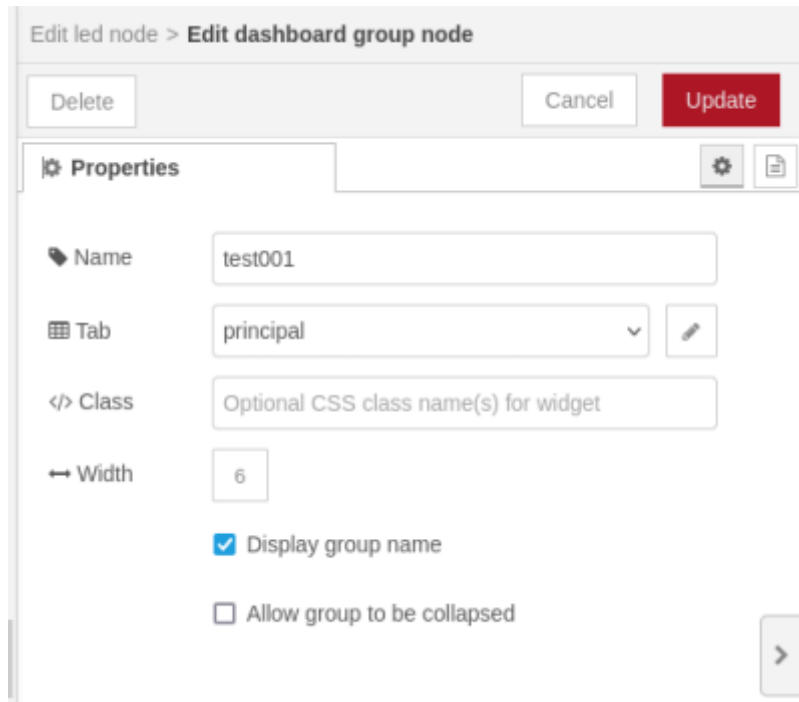 Edit led node > Edit dashboard group node
Delete
Cancel
Update
Properties
Name
test001
Tab
principal
Class
Optional CSS class name(s) for widget
Width
6
Display group name
Allow group to be collapsed